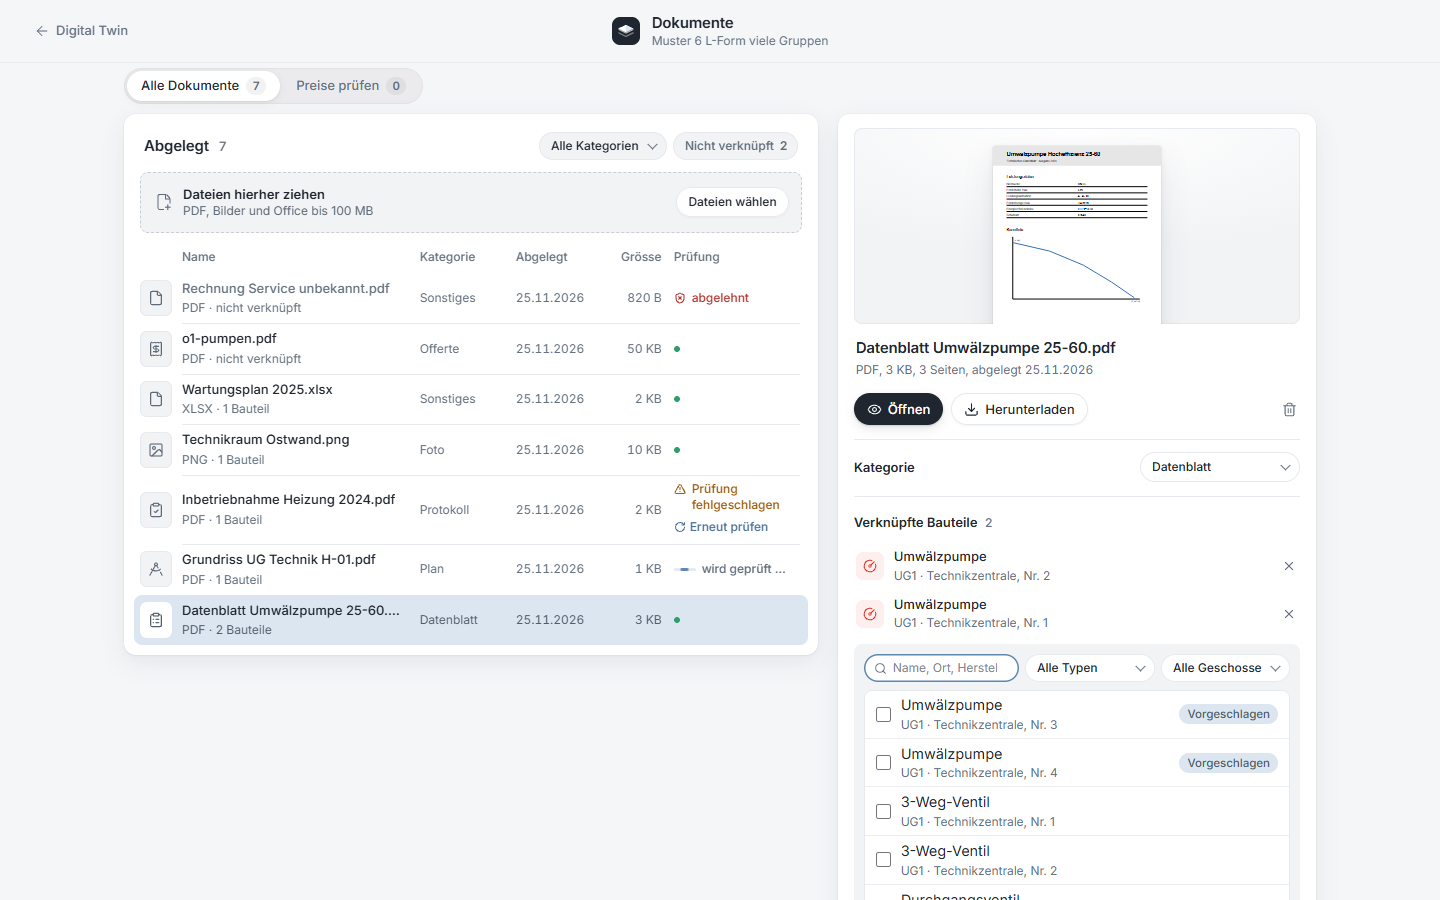 Digital Twin
Dokumente
Muster 6 L-Form viele Gruppen
Alle Dokumente 7
Preise prüfen 0
Abgelegt 7
Alle Kategorien
Nicht verknüpft 2
Dateien hierher ziehen
PDF, Bilder und Office bis 100 MB
Dateien wählen
Name Kategorie Abgelegt Grösse Prüfung
Rechnung Service unbekannt.pdf
PDF · nicht verknüpft
Sonstiges 25.11.2026 820 B abgelehnt
o1-pumpen.pdf
PDF · nicht verknüpft
Offerte 25.11.2026 50 KB
Wartungsplan 2025.xlsx
XLSX · 1 Bauteil
Sonstiges 25.11.2026 2 KB
Technikraum Ostwand.png
PNG · 1 Bauteil
Foto 25.11.2026 10 KB
Inbetriebnahme Heizung 2024.pdf
PDF · 1 Bauteil
Protokoll 25.11.2026 2 KB
Prüfung
fehlgeschlagen
Erneut prüfen
Grundriss UG Technik H-01.pdf
PDF · 1 Bauteil
Plan 25.11.2026 1 KB wird geprüft ...
Datenblatt Umwälzpumpe 25-60....
PDF · 2 Bauteile
Datenblatt 25.11.2026 3 KB
Umwälzpumpe Hocheffizienz 25-60
Datenblatt Umwälzpumpe 25-60.pdf
PDF, 3 KB, 3 Seiten, abgelegt 25.11.2026
Öffnen
Herunterladen
Kategorie
Datenblatt
Verknüpfte Bauteile 2
Umwälzpumpe
UG1 · Technikzentrale, Nr. 2
Umwälzpumpe
UG1 · Technikzentrale, Nr. 1
Name, Ort, Herstel
Alle Typen
Alle Geschosse
Umwälzpumpe
UG1 · Technikzentrale, Nr. 3
Vorgeschlagen
Umwälzpumpe
UG1 · Technikzentrale, Nr. 4
Vorgeschlagen
3-Weg-Ventil
UG1 · Technikzentrale, Nr. 1
3-Weg-Ventil
UG1 · Technikzentrale, Nr. 2
Durchgangsventil